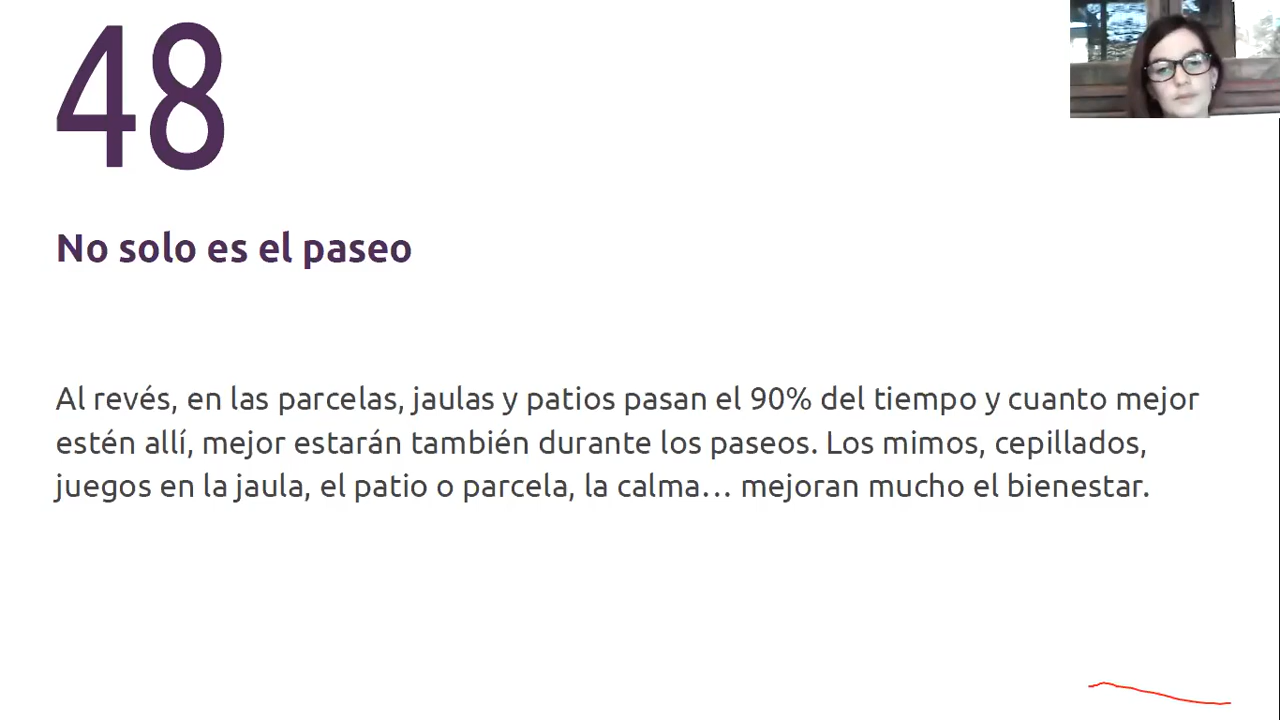 48
No solo es el paseo
Al revés, en las parcelas, jaulas y patios pasan el 90% del tiempo y cuanto mejor
estén allí, mejor estarán también durante los paseos. Los mimos, cepillados,
juegos en la jaula, el patio o parcela, la calma… mejoran mucho el bienestar.